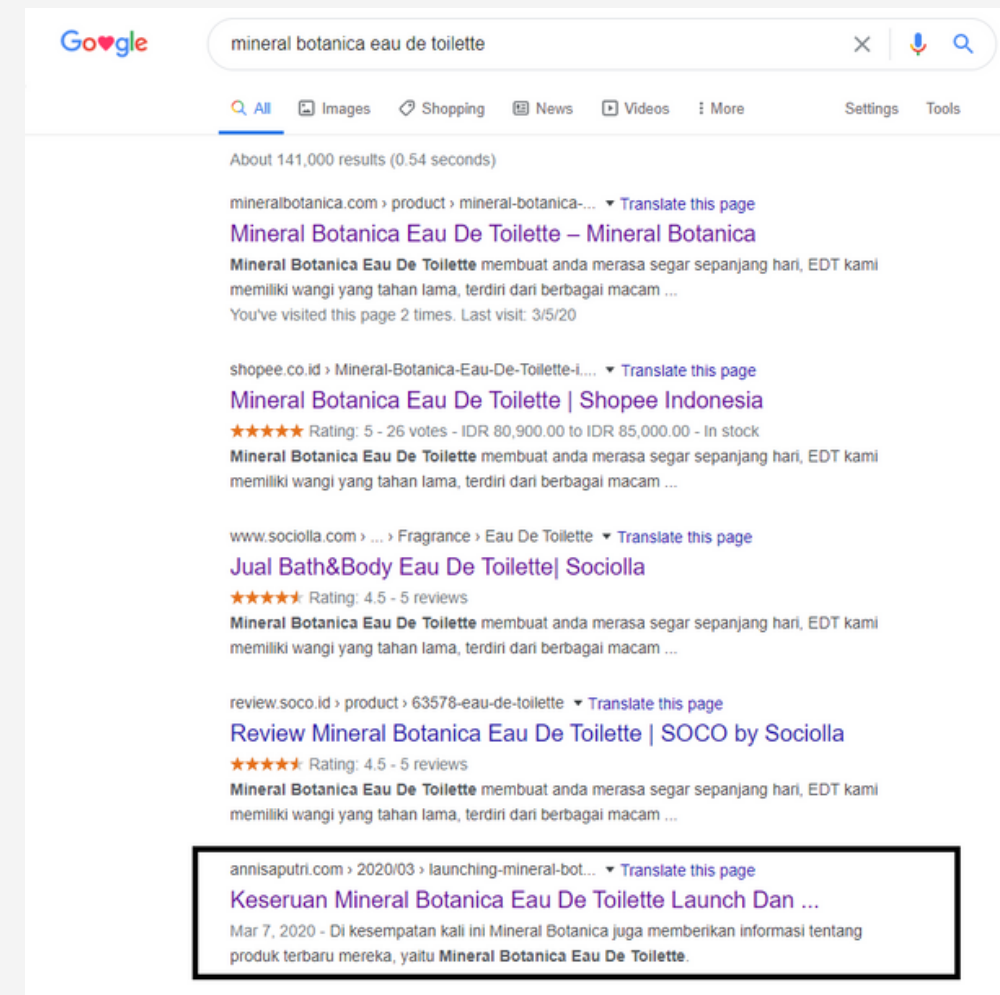 Google
mineral botanica eau de toilette
All Images Shopping News Videos More Settings Tools
About 141,000 results (0.54 seconds)
mineralbotanica.com › product › mineral-botanica-... ▼ Translate this page
Mineral Botanica Eau De Toilette – Mineral Botanica
Mineral Botanica Eau De Toilette membuat anda merasa segar sepanjang hari, EDT kami
memiliki wangi yang tahan lama, terdiri dari berbagai macam ...
You've visited this page 2 times. Last visit: 3/5/20
shopee.co.id › Mineral-Botanica-Eau-De-Toilette-i.... ▼ Translate this page
Mineral Botanica Eau De Toilette | Shopee Indonesia
★★★★★ Rating: 5 - 26 votes - IDR 80,900.00 to IDR 85,000.00 - In stock
Mineral Botanica Eau De Toilette membuat anda merasa segar sepanjang hari, EDT kami
memiliki wangi yang tahan lama, terdiri dari berbagai macam ...
www.sociolla.com › ... › Fragrance › Eau De Toilette ▼ Translate this page
Jual Bath&Body Eau De Toilette| Sociolla
Rating: 4.5 - 5 reviews
Mineral Botanica Eau De Toilette membuat anda merasa segar sepanjang hari, EDT kami
memiliki wangi yang tahan lama, terdiri dari berbagai macam ...
review.soco.id › product › 63578-eau-de-toilette ▼ Translate this page
Review Mineral Botanica Eau De Toilette | SOCO by Sociolla
Rating: 4.5 - 5 reviews
Mineral Botanica Eau De Toilette membuat anda merasa segar sepanjang hari, EDT kami
memiliki wangi yang tahan lama, terdiri dari berbagai macam ...
annisaputri.com › 2020/03 › launching-mineral-bot... ▼ Translate this page
Keseruan Mineral Botanica Eau De Toilette Launch Dan ...
Mar 7, 2020 - Di kesempatan kali ini Mineral Botanica juga memberikan informasi tentang
produk terbaru mereka, yaitu Mineral Botanica Eau De Toilette.